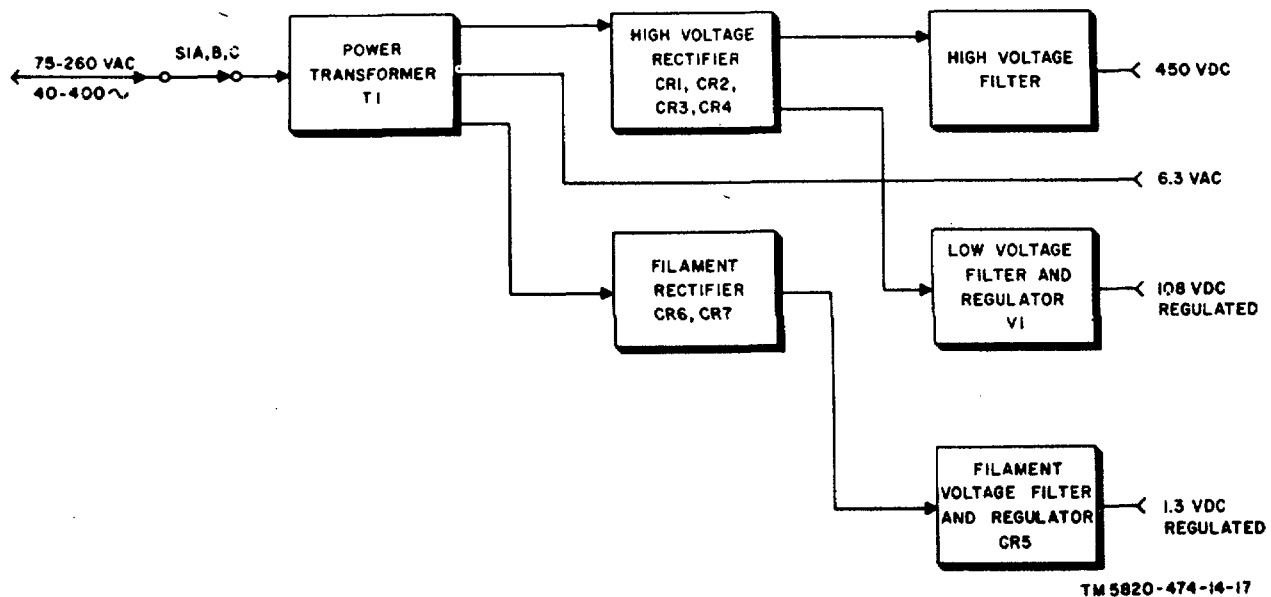 75-260 VAC
40-400~
S1A,B,C
POWER
TRANSFORMER
T1
HIGH VOLTAGE
RECTIFIER
CR1, CR2,
CR3, CR4
HIGH VOLTAGE
FILTER
450 VDC
6.3 VAC
FILAMENT
RECTIFIER
CR6, CR7
LOW VOLTAGE
FILTER AND
REGULATOR
V1
108 VDC
REGULATED
FILAMENT
VOLTAGE FILTER
AND REGULATOR
CR5
1.3 VDC
REGULATED
TM 5820-474-14-17